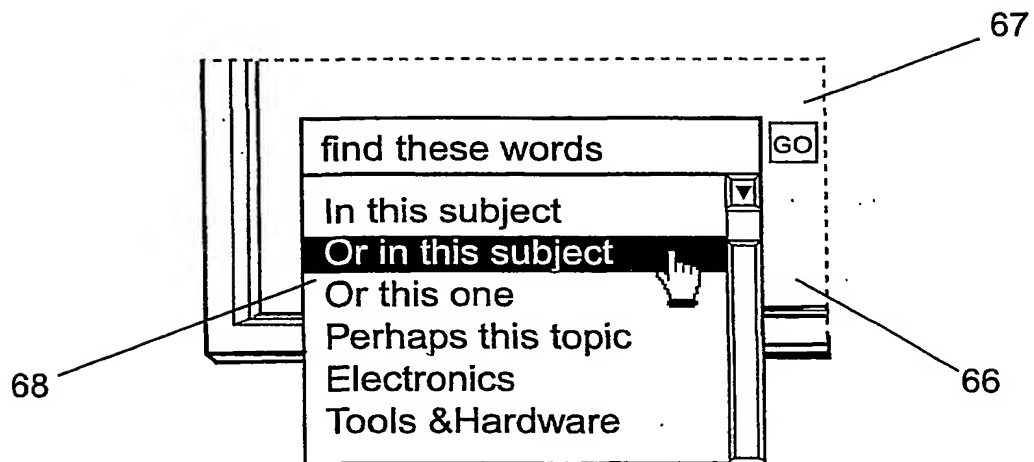 67
find these words
GO
In this subject
Or in this subject
Or this one
Perhaps this topic
68
Electronics
66
Tools &Hardware